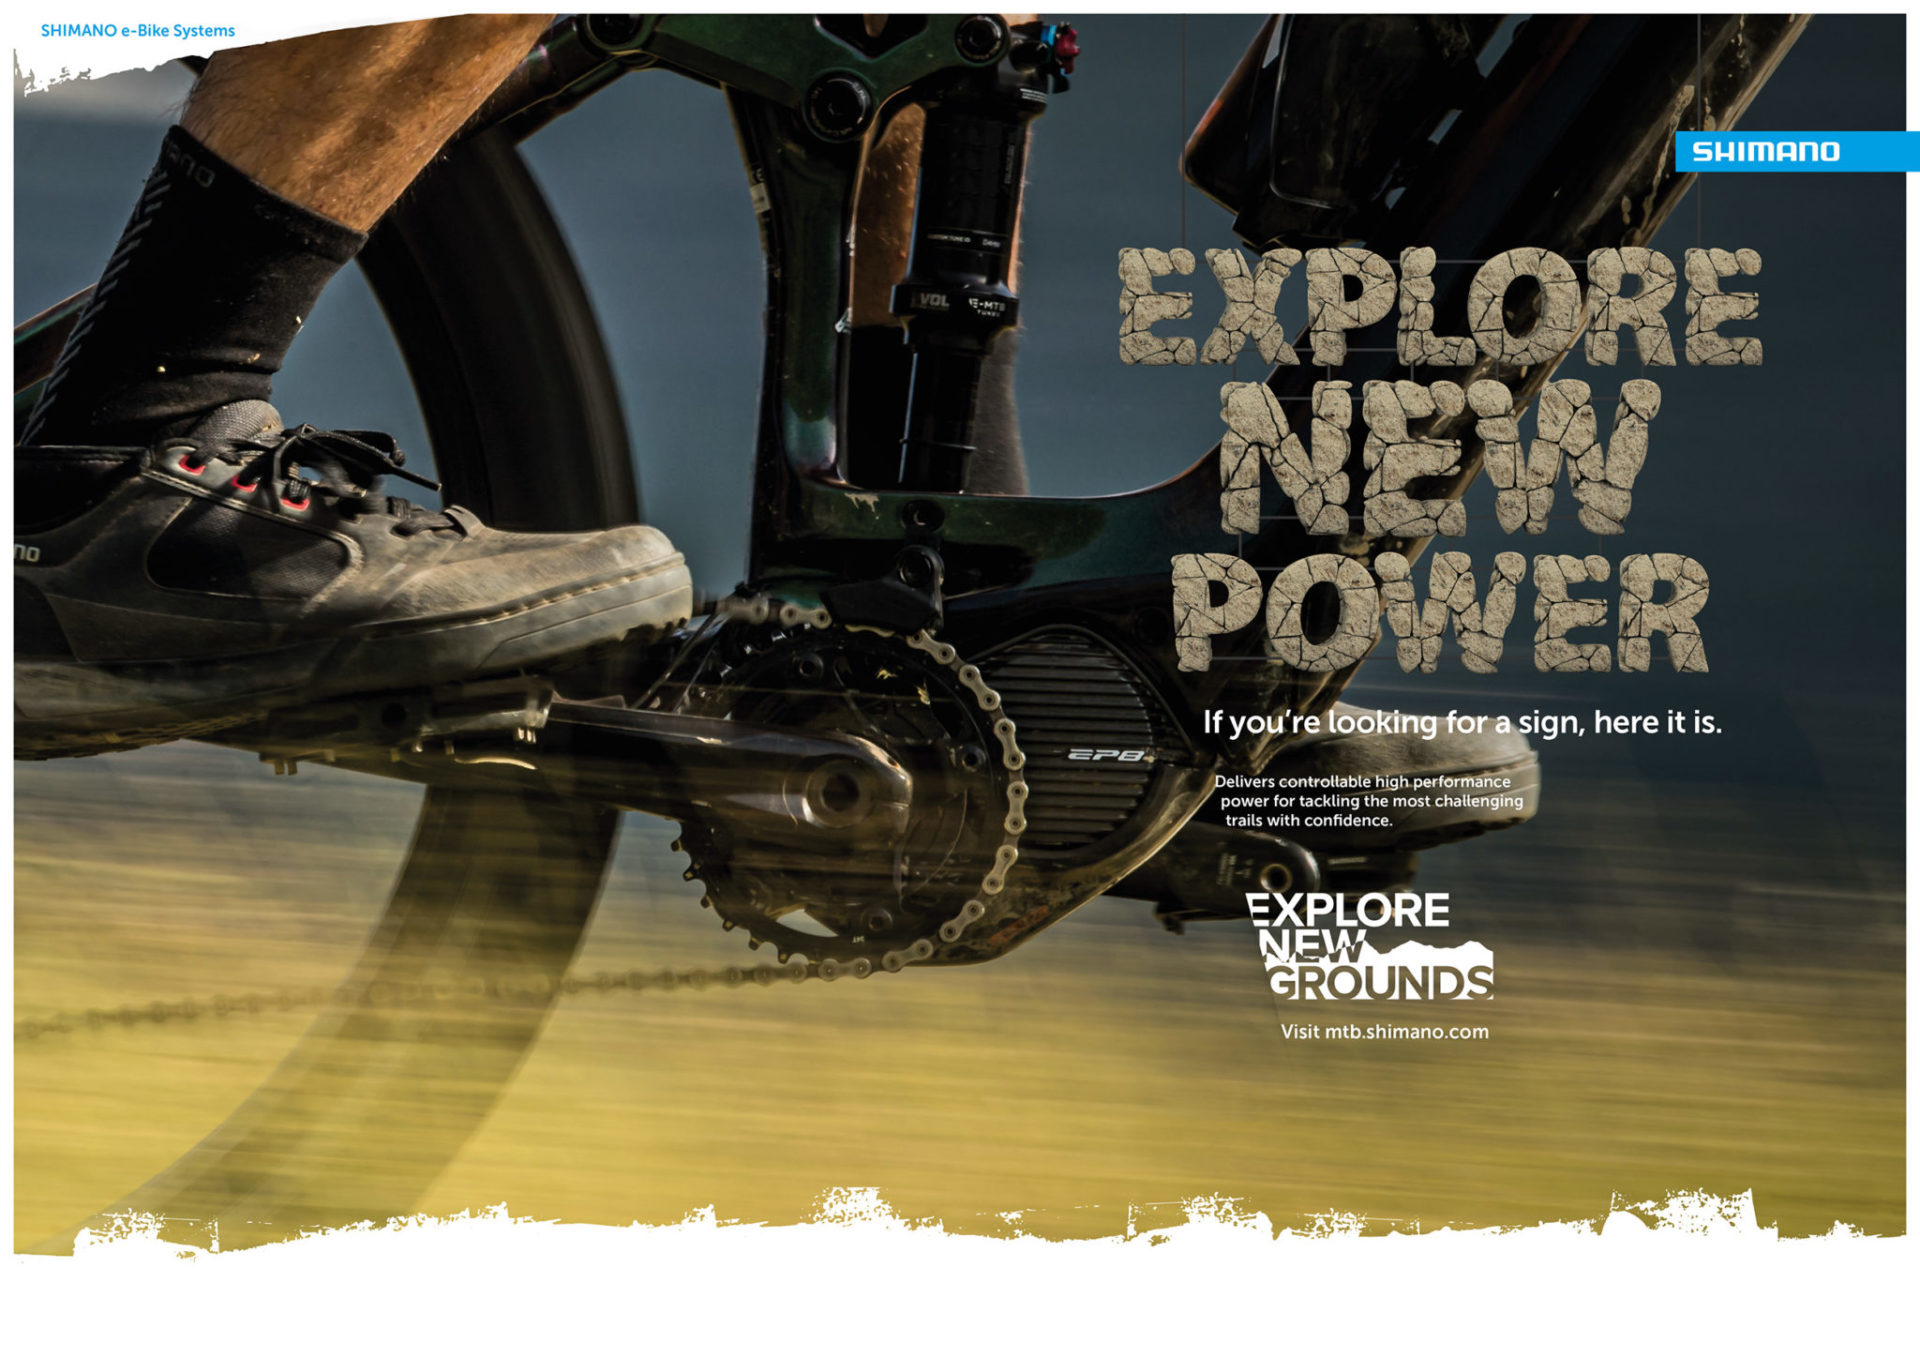 SHIMANO e-Bike Systems
SHIMANO
EXPLORE
NEW
POWER
If you're looking for a sign, here it is.
Delivers controllable high performance
power for tackling the most challenging
trails with confidence.
EXPLORE
NEW
GROUNDS
Visit mtb.shimano.com
VOL
E-MTB
TUNED
EP8
34T